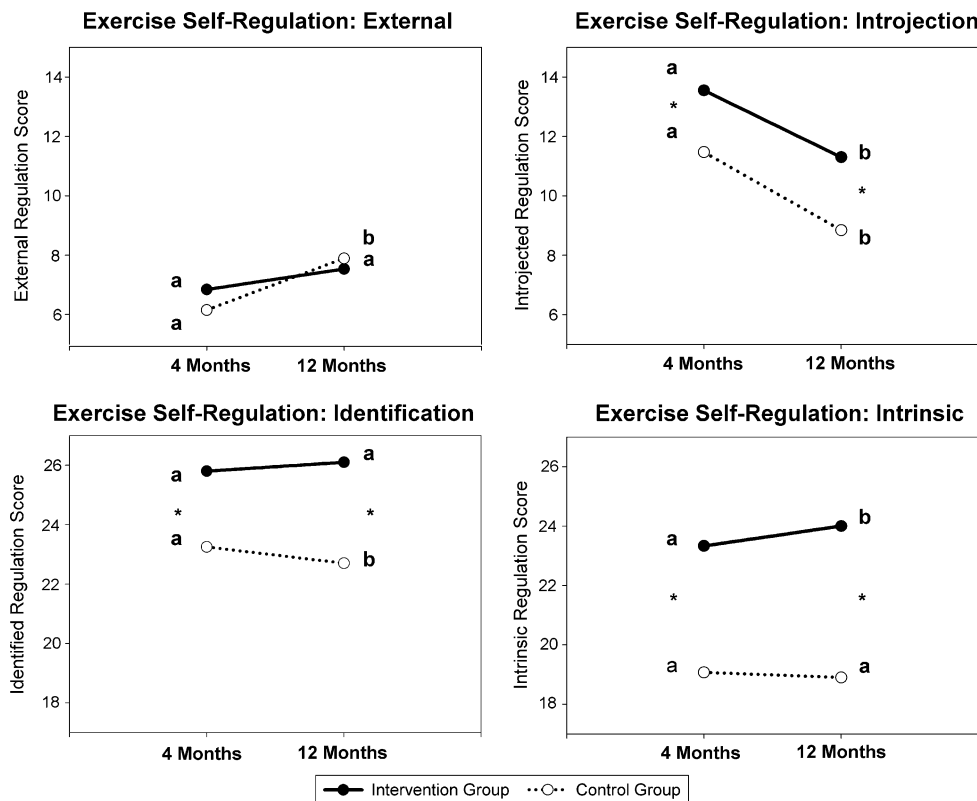 Exercise Self-Regulation: External
External Regulation Score
14
12
10
8
6
a
a
b
a
4 Months 12 Months
Exercise Self-Regulation: Introjection
Introjected Regulation Score
14
12
10
8
6
a
*
a
b
*
b
4 Months 12 Months
Exercise Self-Regulation: Identification
Identified Regulation Score
26
24
22
20
18
a
*
a
a
*
b
4 Months 12 Months
Exercise Self-Regulation: Intrinsic
Intrinsic Regulation Score
26
24
22
20
18
a
*
a
b
*
a
4 Months 12 Months
Intervention Group Control Group